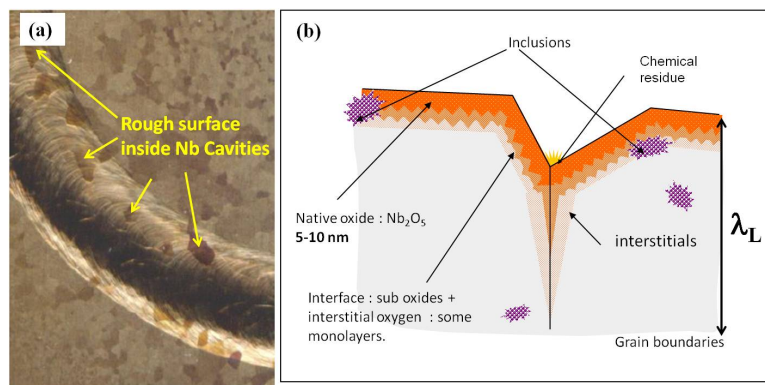 (a)
Rough surface
inside Nb Cavities
(b)
Inclusions
Chemical
residue
Native oxide : Nb₂O₅
5-10 nm
interstitials
λL
Interface : sub oxides +
interstitial oxygen : some
monolayers.
Grain boundaries